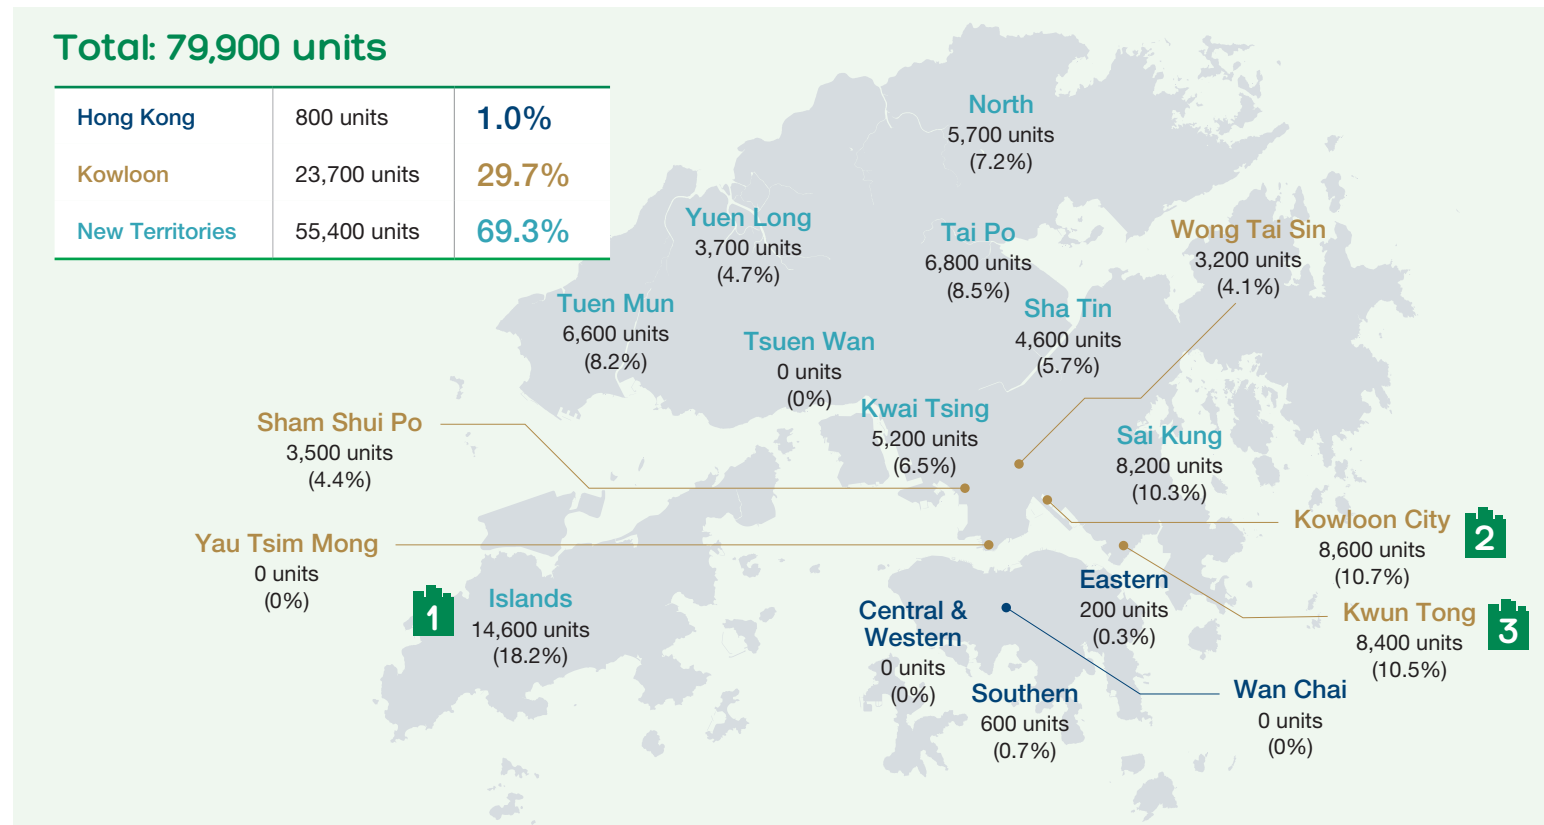 Total: 79,900 units
Hong Kong 800 units 1.0%
Kowloon 23,700 units 29.7%
New Territories 55,400 units 69.3%
North
5,700 units
(7.2%)
Yuen Long
3,700 units
(4.7%)
Tai Po
6,800 units
(8.5%)
Wong Tai Sin
3,200 units
(4.1%)
Tuen Mun
6,600 units
(8.2%)
Sha Tin
4,600 units
(5.7%)
Tsuen Wan
0 units
(0%)
Kwai Tsing
5,200 units
(6.5%)
Sham Shui Po
3,500 units
(4.4%)
Sai Kung
8,200 units
(10.3%)
Kowloon City
8,600 units
(10.7%)
2
Yau Tsim Mong
0 units
(0%)
1
Islands
14,600 units
(18.2%)
Eastern
200 units
(0.3%)
Central &
Western
0 units
(0%)
Kwun Tong
8,400 units
(10.5%)
3
Southern
600 units
(0.7%)
Wan Chai
0 units
(0%)